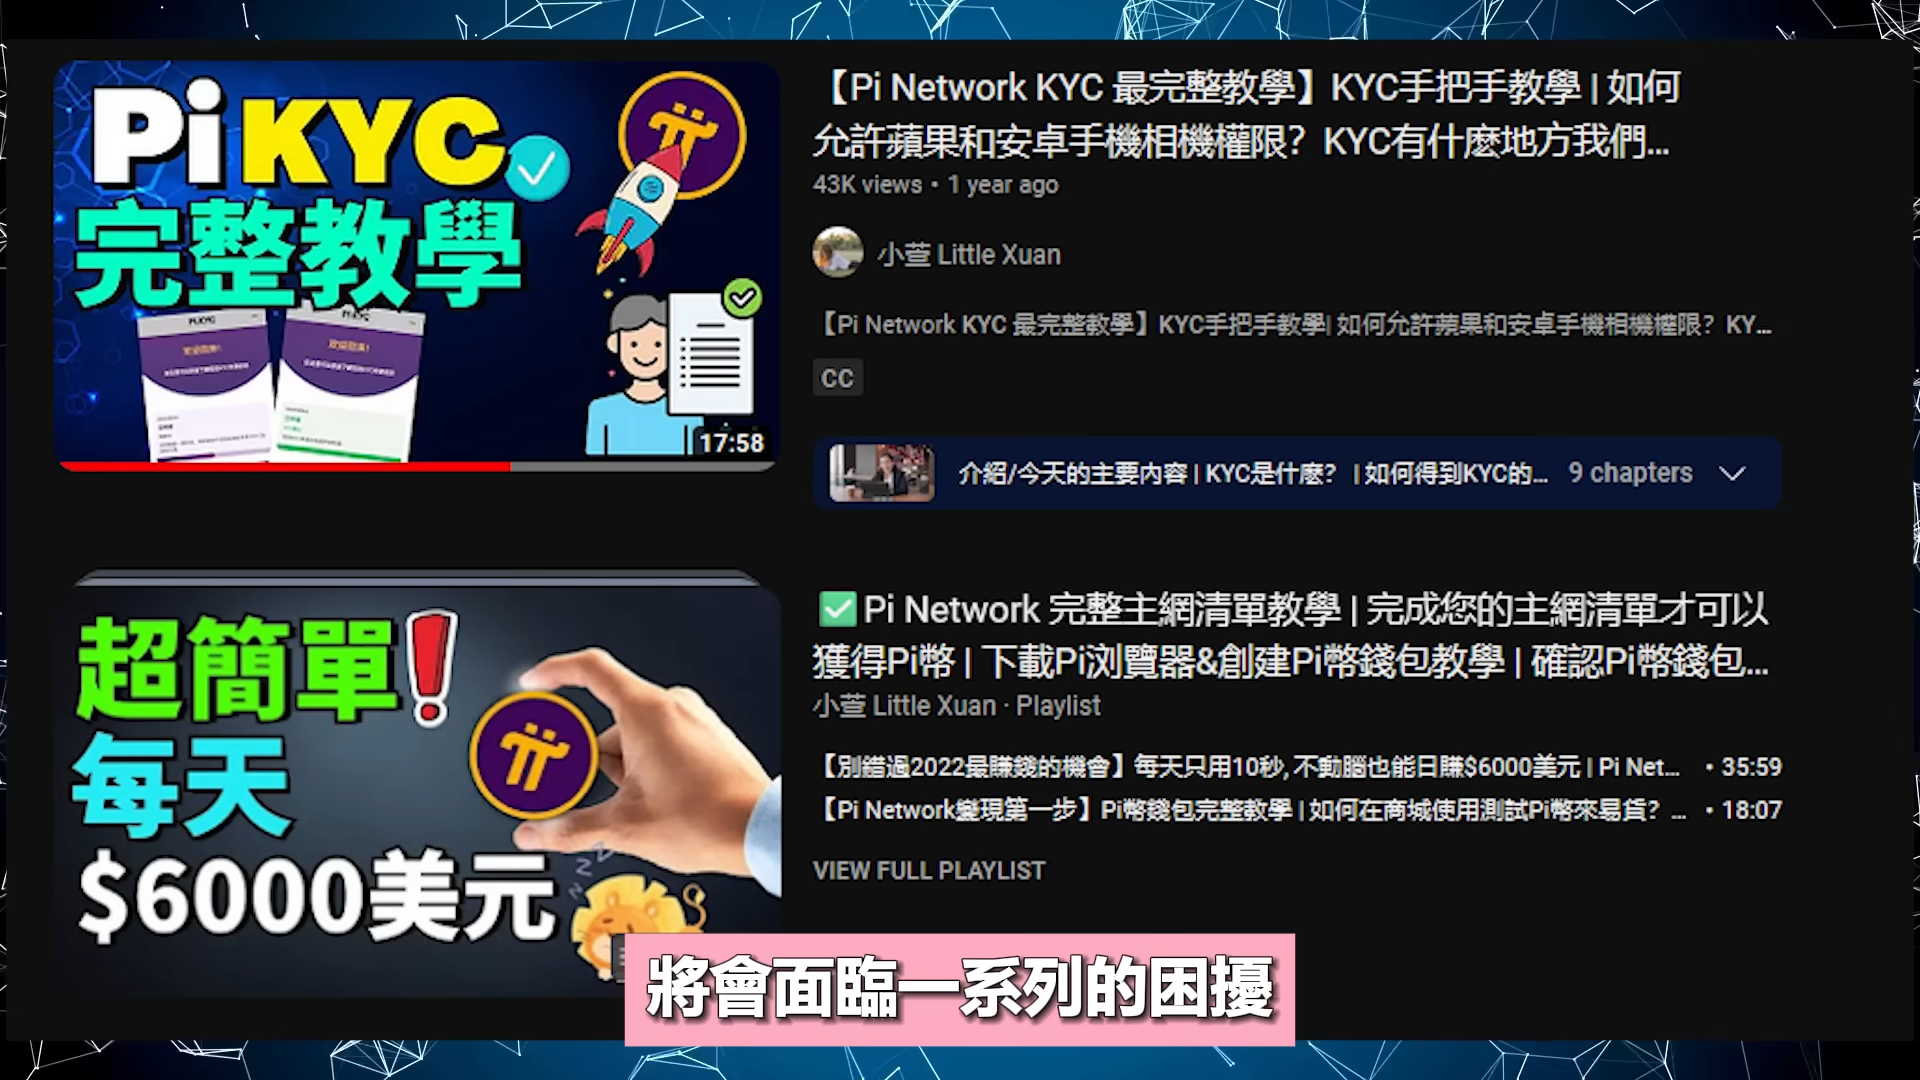 Pi KYC
完整教學
17:58
【Pi Network KYC 最完整教學】KYC手把手教學 | 如何
允許蘋果和安卓手機相機權限？KYC有什麼地方我們...
43K views • 1 year ago
小萱 Little Xuan
【Pi Network KYC 最完整教學】KYC手把手教學| 如何允許蘋果和安卓手機相機權限？KY...
CC
介紹/今天的主要內容 | KYC是什麼？ | 如何得到KYC的... 9 chapters
超簡單!
每天
$6000美元
✅Pi Network 完整主網清單教學 | 完成您的主網清單才可以
獲得Pi幣 | 下載Pi浏覽器&創建Pi幣錢包教學 | 確認Pi幣錢包...
小萱 Little Xuan · Playlist
【別錯過2022最賺錢的機會】每天只用10秒, 不動腦也能日賺$6000美元 | Pi Net... • 35:59
【Pi Network變現第一步】Pi幣錢包完整教學 | 如何在商城使用測試Pi幣來易貨？... • 18:07
VIEW FULL PLAYLIST
將會面臨一系列的困擾